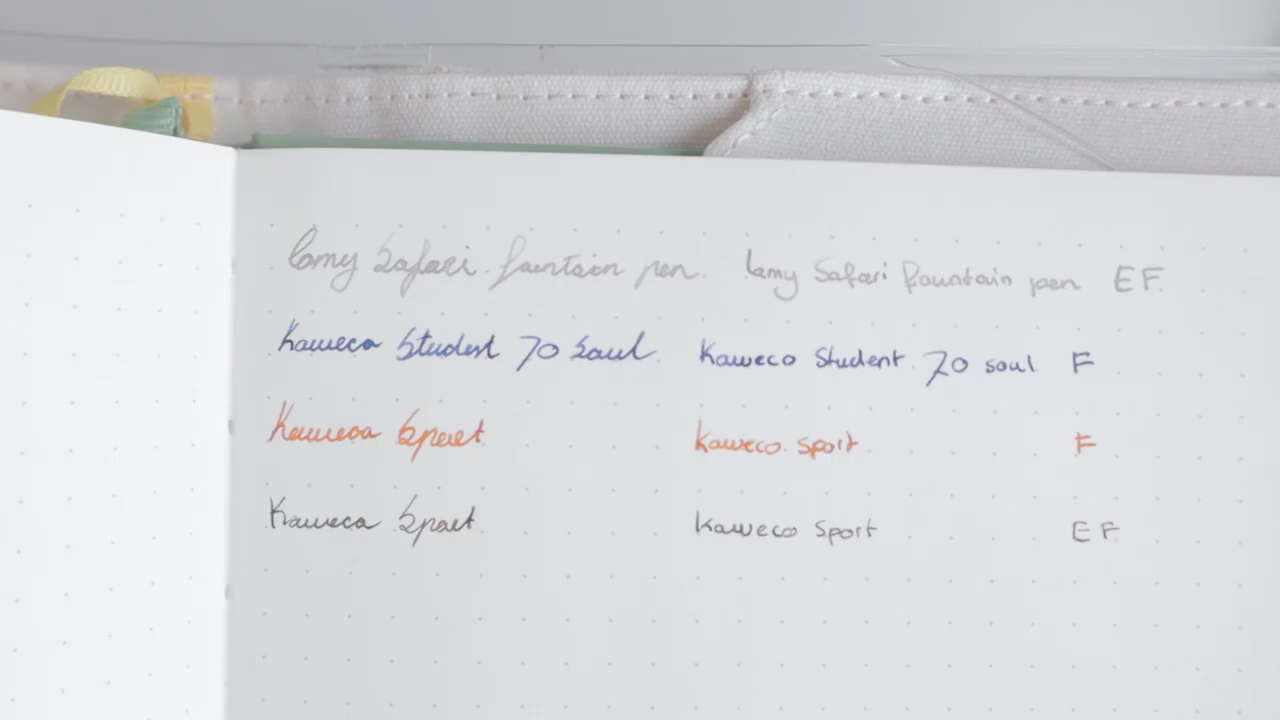 Lamy Safari fountain pen. Lamy Safari fountain pen EF.
Kaweco Student 70 Soul Kaweco Student 70 soul F
Kaweco Sport Kaweco Sport F
Kaweco Sport Kaweco Sport EF